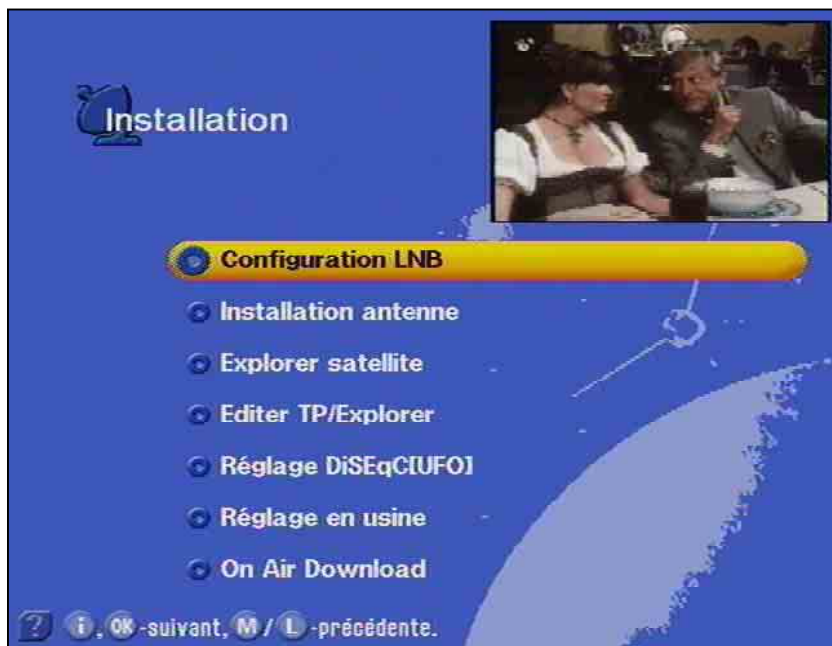 Installation
Configuration LNB
Installation antenne
Explorer satellite
Editer TP/Explorer
Réglage DiSEqC[UFO]
Réglage en usine
On Air Download
? i, OK-suivant, M / L -précédente.